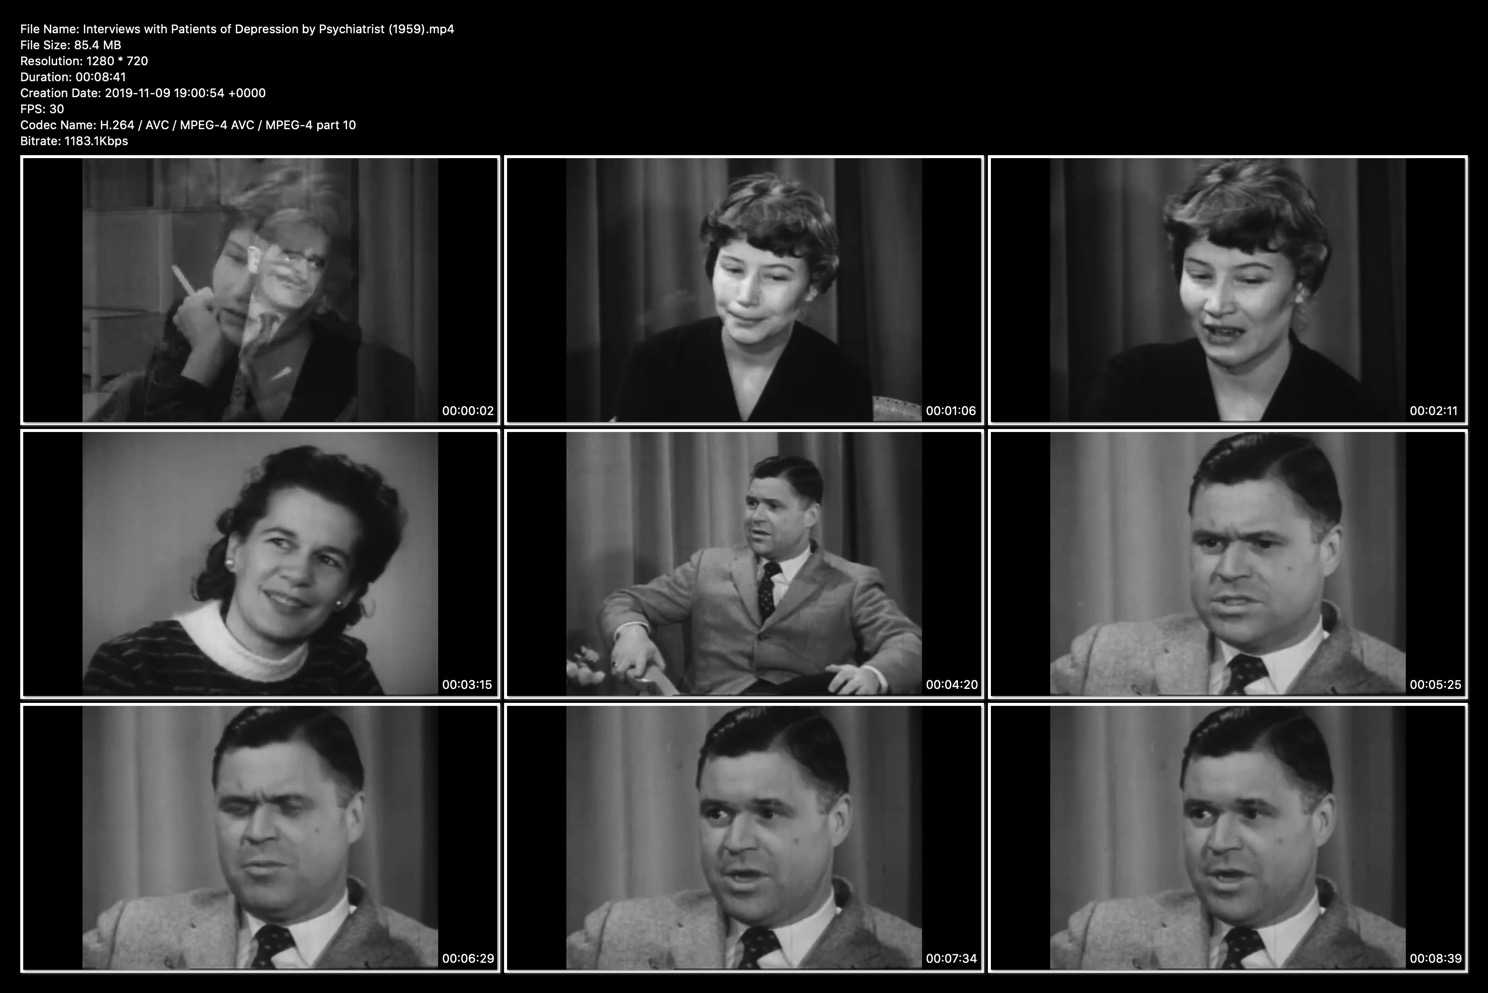 File Name: Interviews with Patients of Depression by Psychiatrist (1959).mp4
File Size: 85.4 MB
Resolution: 1280 * 720
Duration: 00:08:41
Creation Date: 2019-11-09 19:00:54 +0000
FPS: 30
Codec Name: H.264 / AVC / MPEG-4 AVC / MPEG-4 part 10
Bitrate: 1183.1Kbps
00:00:02
00:01:06
00:02:11
00:03:15
00:04:20
00:05:25
00:06:29
00:07:34
00:08:39